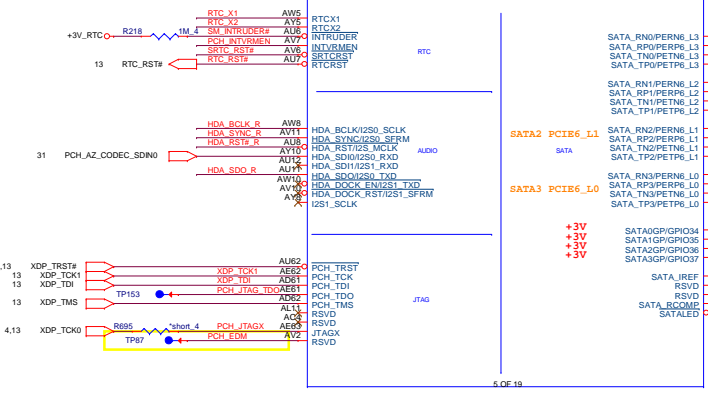 RTC_X1 AW5 RTCX1
RTC_X2 AY5 RTCX2
+3V_RTC R218 1M_4 SM_INTRUDER# AU6 INTRUDER
PCH_INTVRMEN AV7 INTVRMEN
SRTC_RST# AV6 SRTCRST
13 RTC_RST# RTC_RST# AU7 RTCRST
RTC
SATA_RN0/PERN6_L3
SATA_RP0/PERP6_L3
SATA_TN0/PETN6_L3
SATA_TP0/PETP6_L3
SATA_RN1/PERN6_L2
SATA_RP1/PERP6_L2
SATA_TN1/PETN6_L2
SATA_TP1/PETP6_L2
HDA_BCLK_R AW8 HDA_BCLK/I2S0_SCLK
HDA_SYNC_R AV11 HDA_SYNC/I2S0_SFRM
HDA_RST#_R AU8 HDA_RST/I2S_MCLK
31 PCH_AZ_CODEC_SDIN0 AY10 HDA_SDI0/I2S0_RXD
AU12 HDA_SDI1/I2S1_RXD
HDA_SDO_R AU11 HDA_SDO/I2S0_TXD
AW10 HDA_DOCK_EN/I2S1_TXD
AV10 HDA_DOCK_RST/I2S1_SFRM
AY8 I2S1_SCLK
AUDIO
SATA2 PCIE6_L1
SATA
SATA3 PCIE6_L0
SATA_RN2/PERN6_L1
SATA_RP2/PERP6_L1
SATA_TN2/PETN6_L1
SATA_TP2/PETP6_L1
SATA_RN3/PERN6_L0
SATA_RP3/PERP6_L0
SATA_TN3/PETN6_L0
SATA_TP3/PETP6_L0
+3V SATA0GP/GPIO34
+3V SATA1GP/GPIO35
+3V SATA2GP/GPIO36
+3V SATA3GP/GPIO37
SATA_IREF
RSVD
RSVD
SATA_RCOMP
SATALED
,13 XDP_TRST# AU62 PCH_TRST
13 XDP_TCK1 XDP_TCK1 AE62 PCH_TCK
13 XDP_TDI XDP_TDI AD61 PCH_TDI
TP153 PCH_JTAG_TDO AE61 PCH_TDO
13 XDP_TMS AD62 PCH_TMS
AL11 RSVD
AC4 RSVD
4,13 XDP_TCK0 R695 *short_4 PCH_JTAGX AE63 JTAGX
TP87 PCH_EDM AV2 RSVD
JTAG
5 OF 19